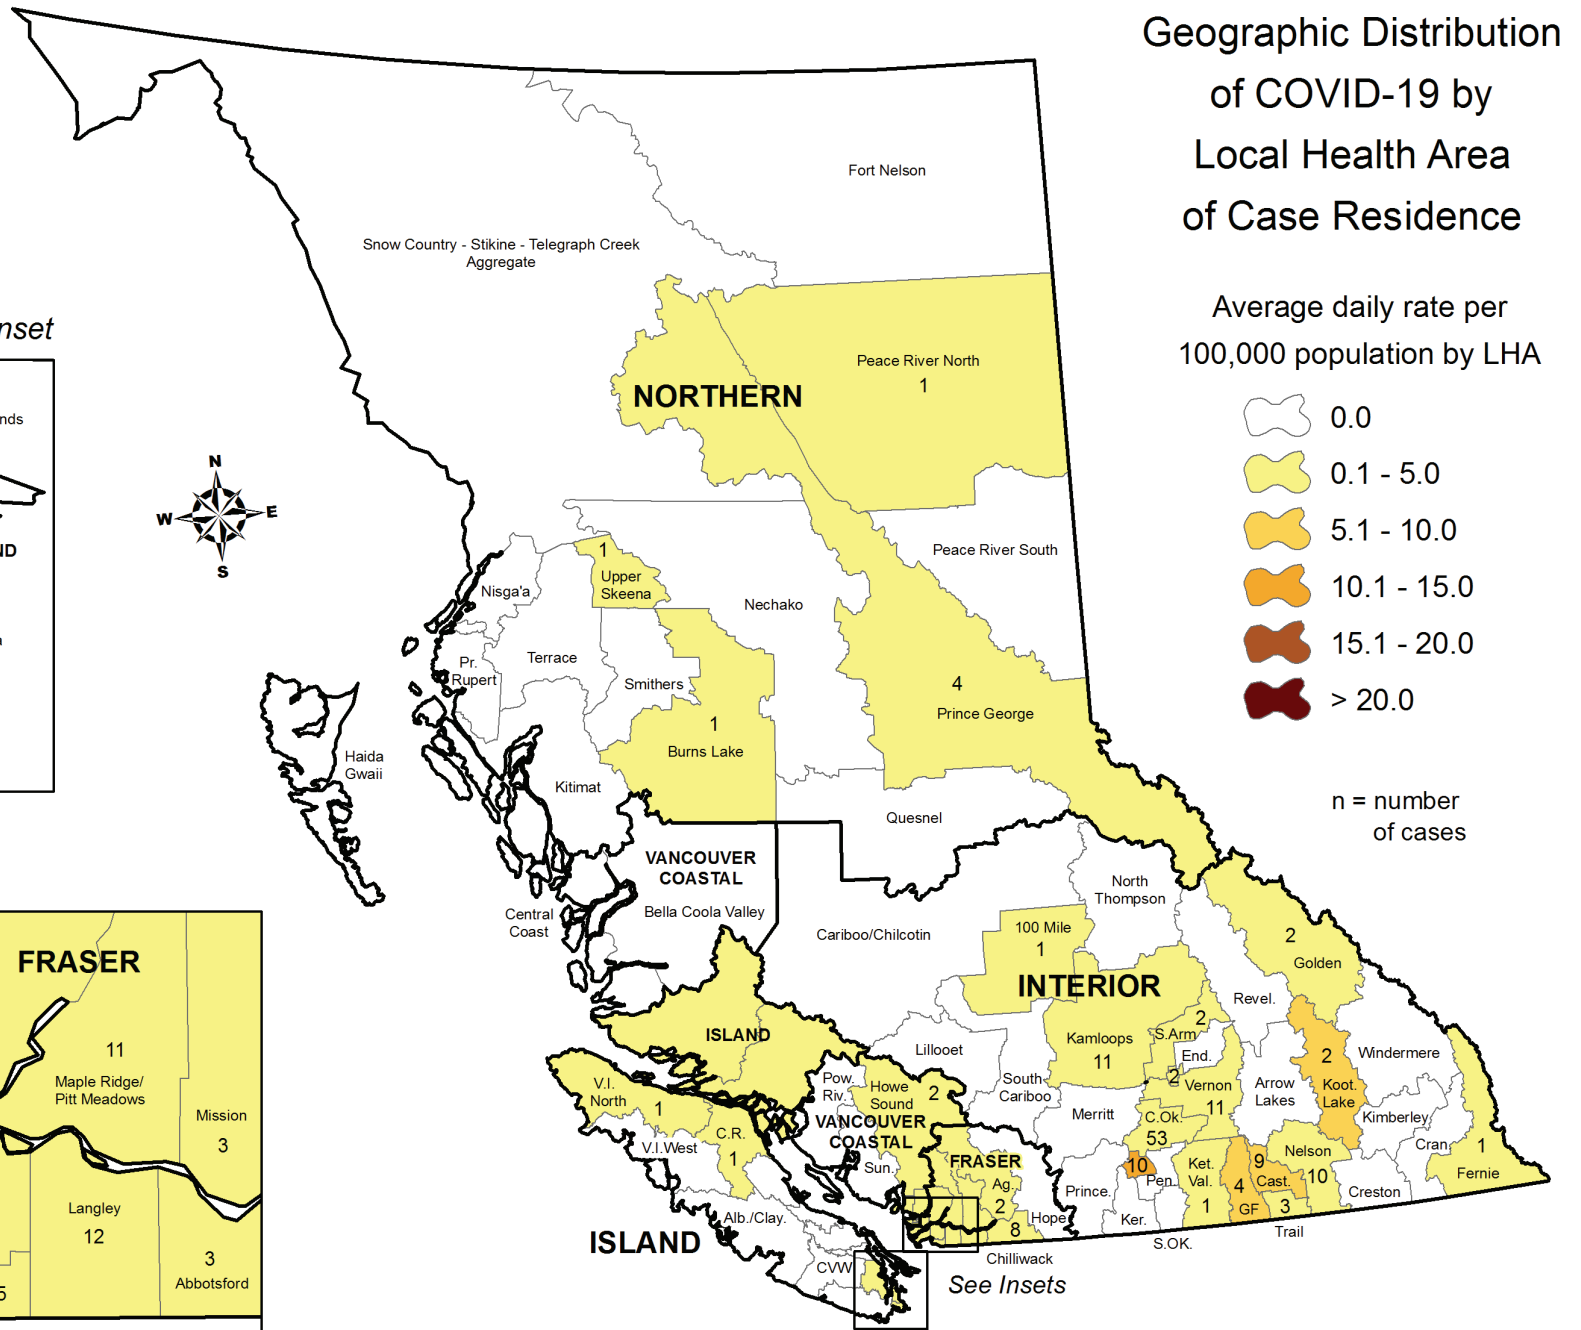 Geographic Distribution
of COVID-19 by
Local Health Area
of Case Residence
Average daily rate per
100,000 population by LHA
0.0
0.1 - 5.0
5.1 - 10.0
10.1 - 15.0
15.1 - 20.0
> 20.0
n = number
of cases
Fort Nelson
Snow Country - Stikine - Telegraph Creek
Aggregate
nset
nds
ND
N
W
E
S
NORTHERN
Peace River North
1
Peace River South
1
Upper
Skeena
Nisga'a
Nechako
Terrace
Pr.
Rupert
Smithers
4
Prince George
1
Burns Lake
Haida
Gwaii
Kitimat
Quesnel
VANCOUVER
COASTAL
Bella Coola Valley
Central
Coast
Cariboo/Chilcotin
North
Thompson
100 Mile
1
2
Golden
INTERIOR
Revel.
ISLAND
Kamloops
11
S.Arm
2
End.
2
Vernon
11
Lillooet
South
Cariboo
Merritt
Arrow
Lakes
2
Koot.
Lake
Windermere
Kimberley
Cran.
1
Fernie
V.I.
North
1
V.I.West
C.R.
1
Pow.
Riv.
Howe
Sound
2
VANCOUVER
COASTAL
Sun.
FRASER
Ag.
2
8
Hope
Chilliwack
C.Ok.
53
10
Pen.
Prince.
Ker.
S.OK.
Ket.
Val.
1
4
GF
9
Cast.
Nelson
10
3
Trail
Creston
Alb./Clay.
CVW
ISLAND
See Insets
FRASER
11
Maple Ridge/
Pitt Meadows
Mission
3
Langley
12
3
Abbotsford
5